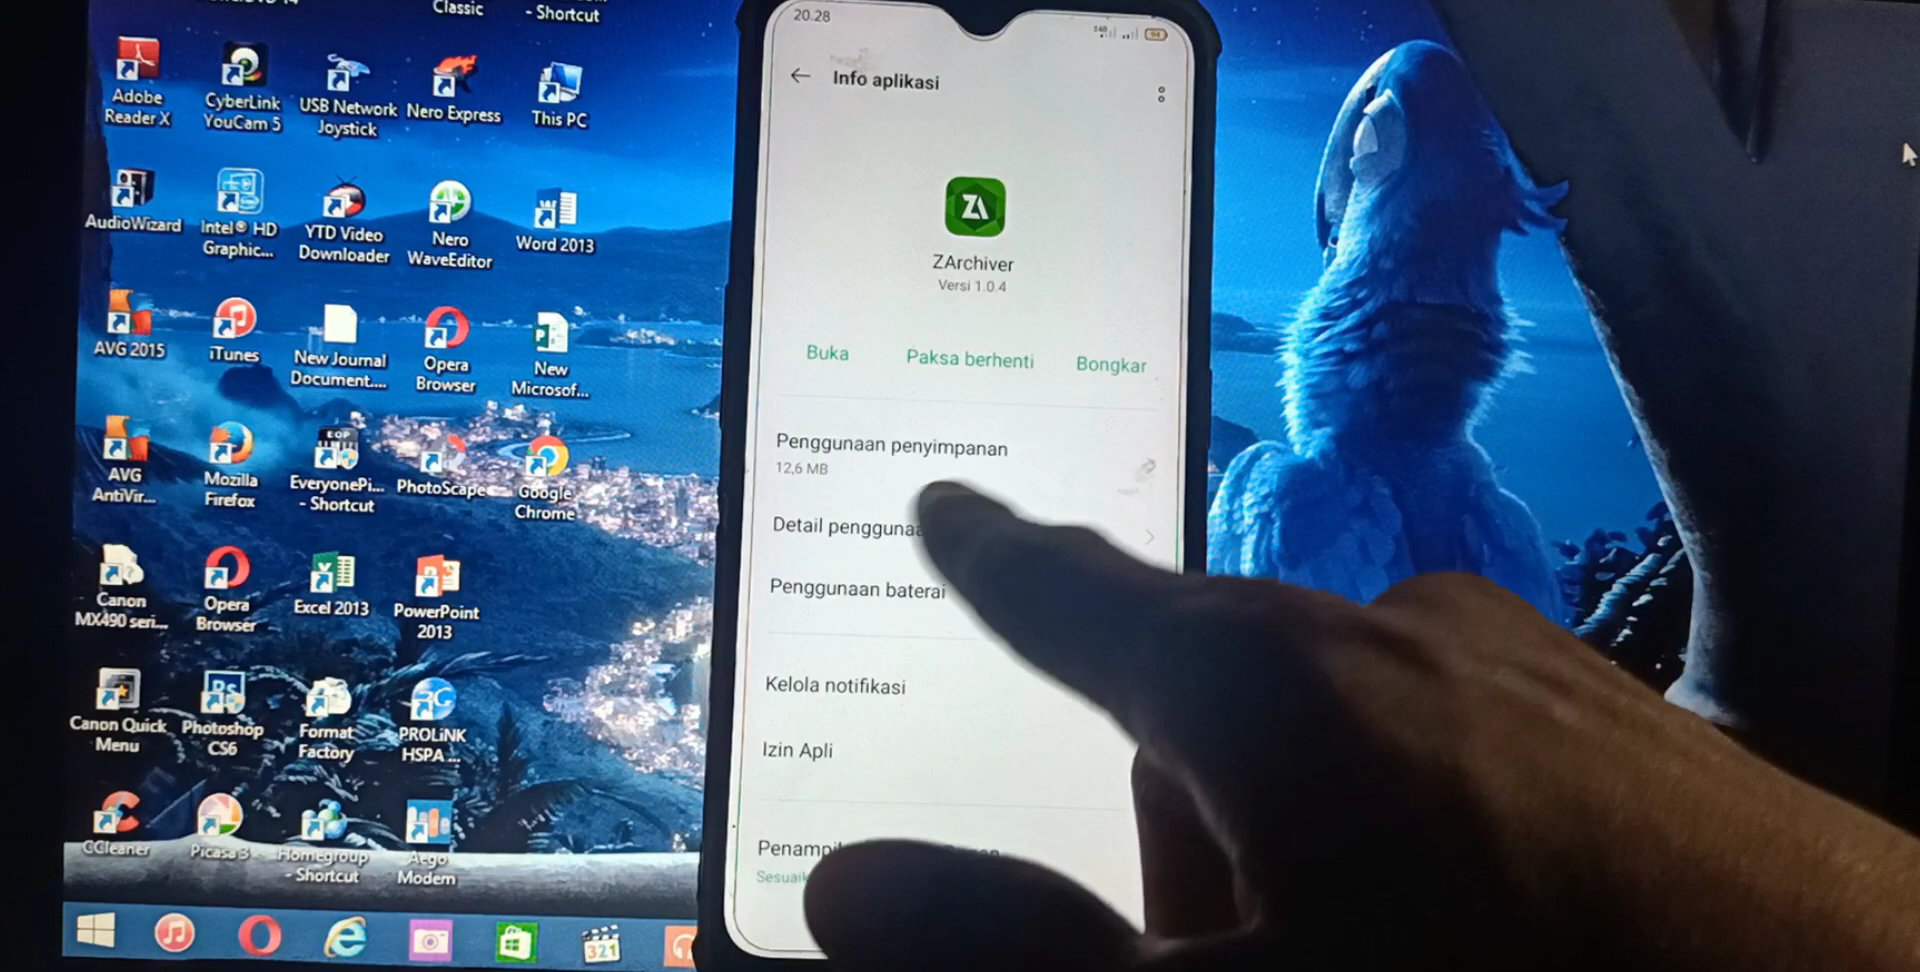 Classic
- Shortcut
Adobe
Reader X
CyberLink
YouCam 5
USB Network
Joystick
Nero Express
This PC
AudioWizard
Intel® HD
Graphic...
YTD Video
Downloader
Nero
WaveEditor
Word 2013
AVG 2015
iTunes
New Journal
Document....
Opera
Browser
New
Microsof...
AVG
AntiVir...
Mozilla
Firefox
EOP
EveryonePi...
- Shortcut
PhotoScape
Google
Chrome
Canon
MX490 seri...
Opera
Browser
Excel 2013
PowerPoint
2013
Canon Quick
Menu
Photoshop
CS6
Format
Factory
PROLiNK
HSPA ...
CCleaner
Picasa 3
Homegroup
- Shortcut
Aego
Modem
321
20.28
94
Info aplikasi
ZA
ZArchiver
Versi 1.0.4
Buka
Paksa berhenti
Bongkar
Penggunaan penyimpanan
12,6 MB
Detail
Penggunaan baterai
Kelola notifikasi
Izin Apli